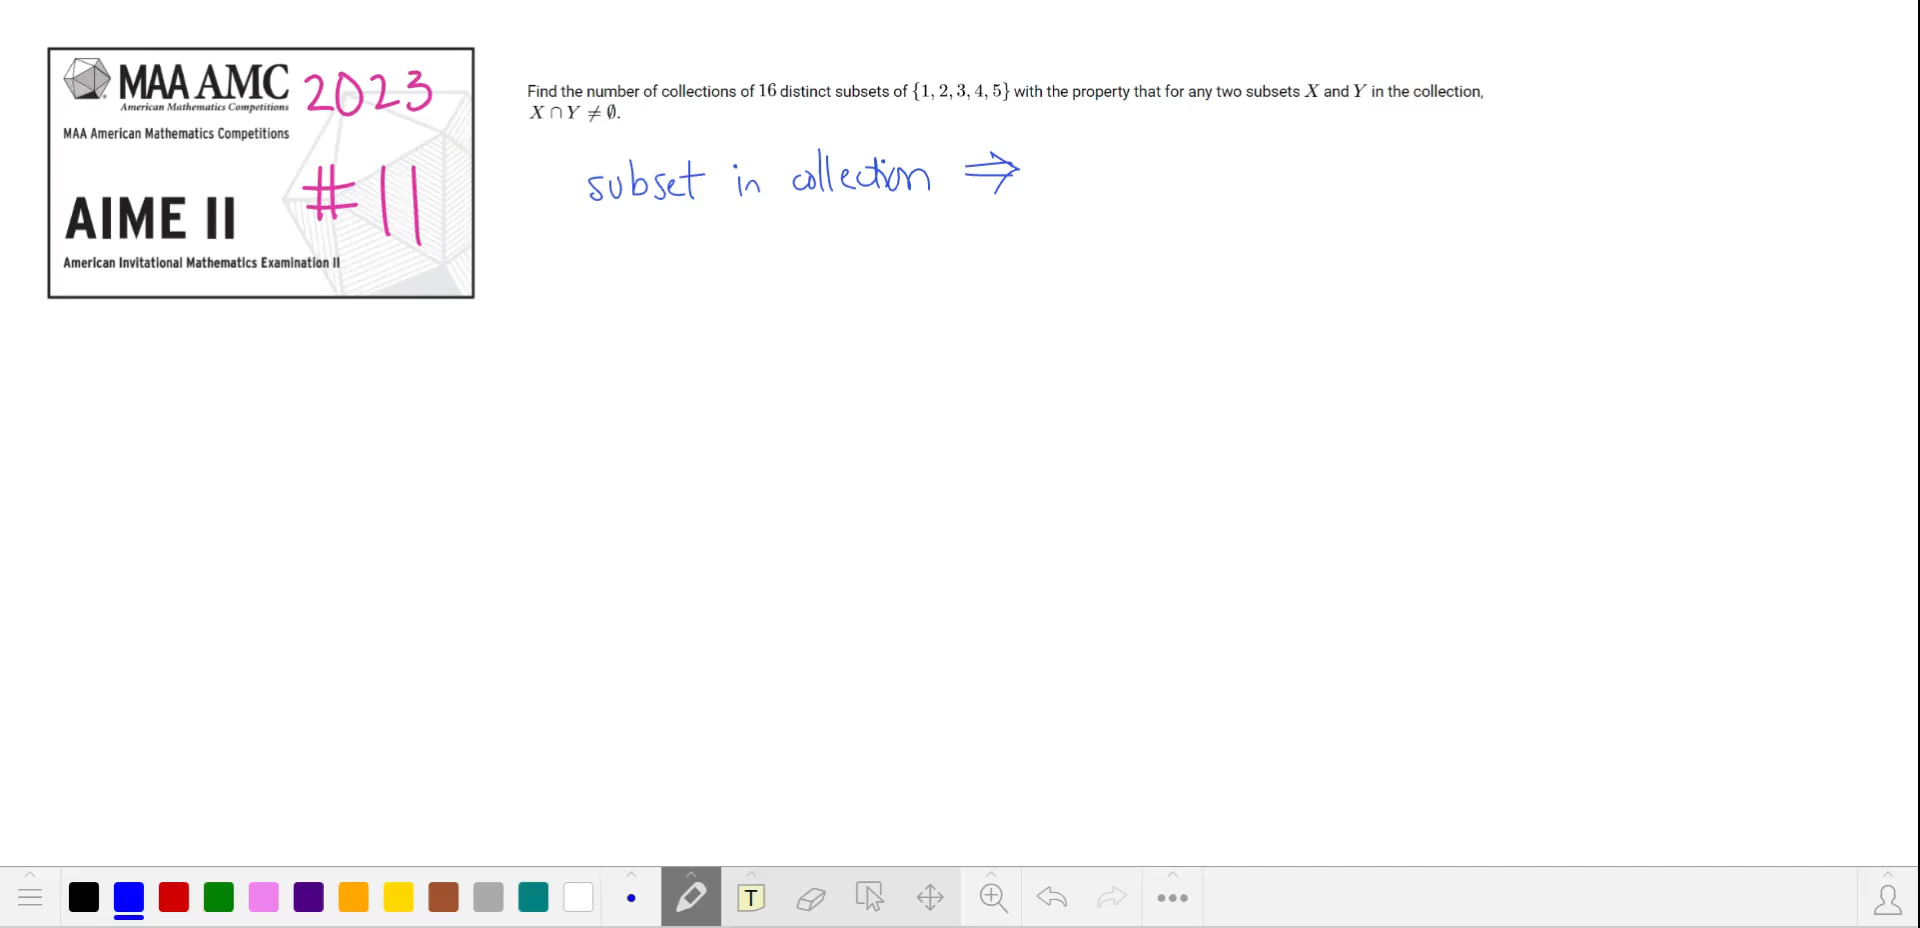 MAA AMC 2023
American Mathematics Competitions
MAA American Mathematics Competitions
#11
AIME II
American Invitational Mathematics Examination II
Find the number of collections of 16 distinct subsets of {1, 2, 3, 4, 5} with the property that for any two subsets X and Y in the collection,
X ∩ Y ≠ ∅.
subset in collection ⇒
T